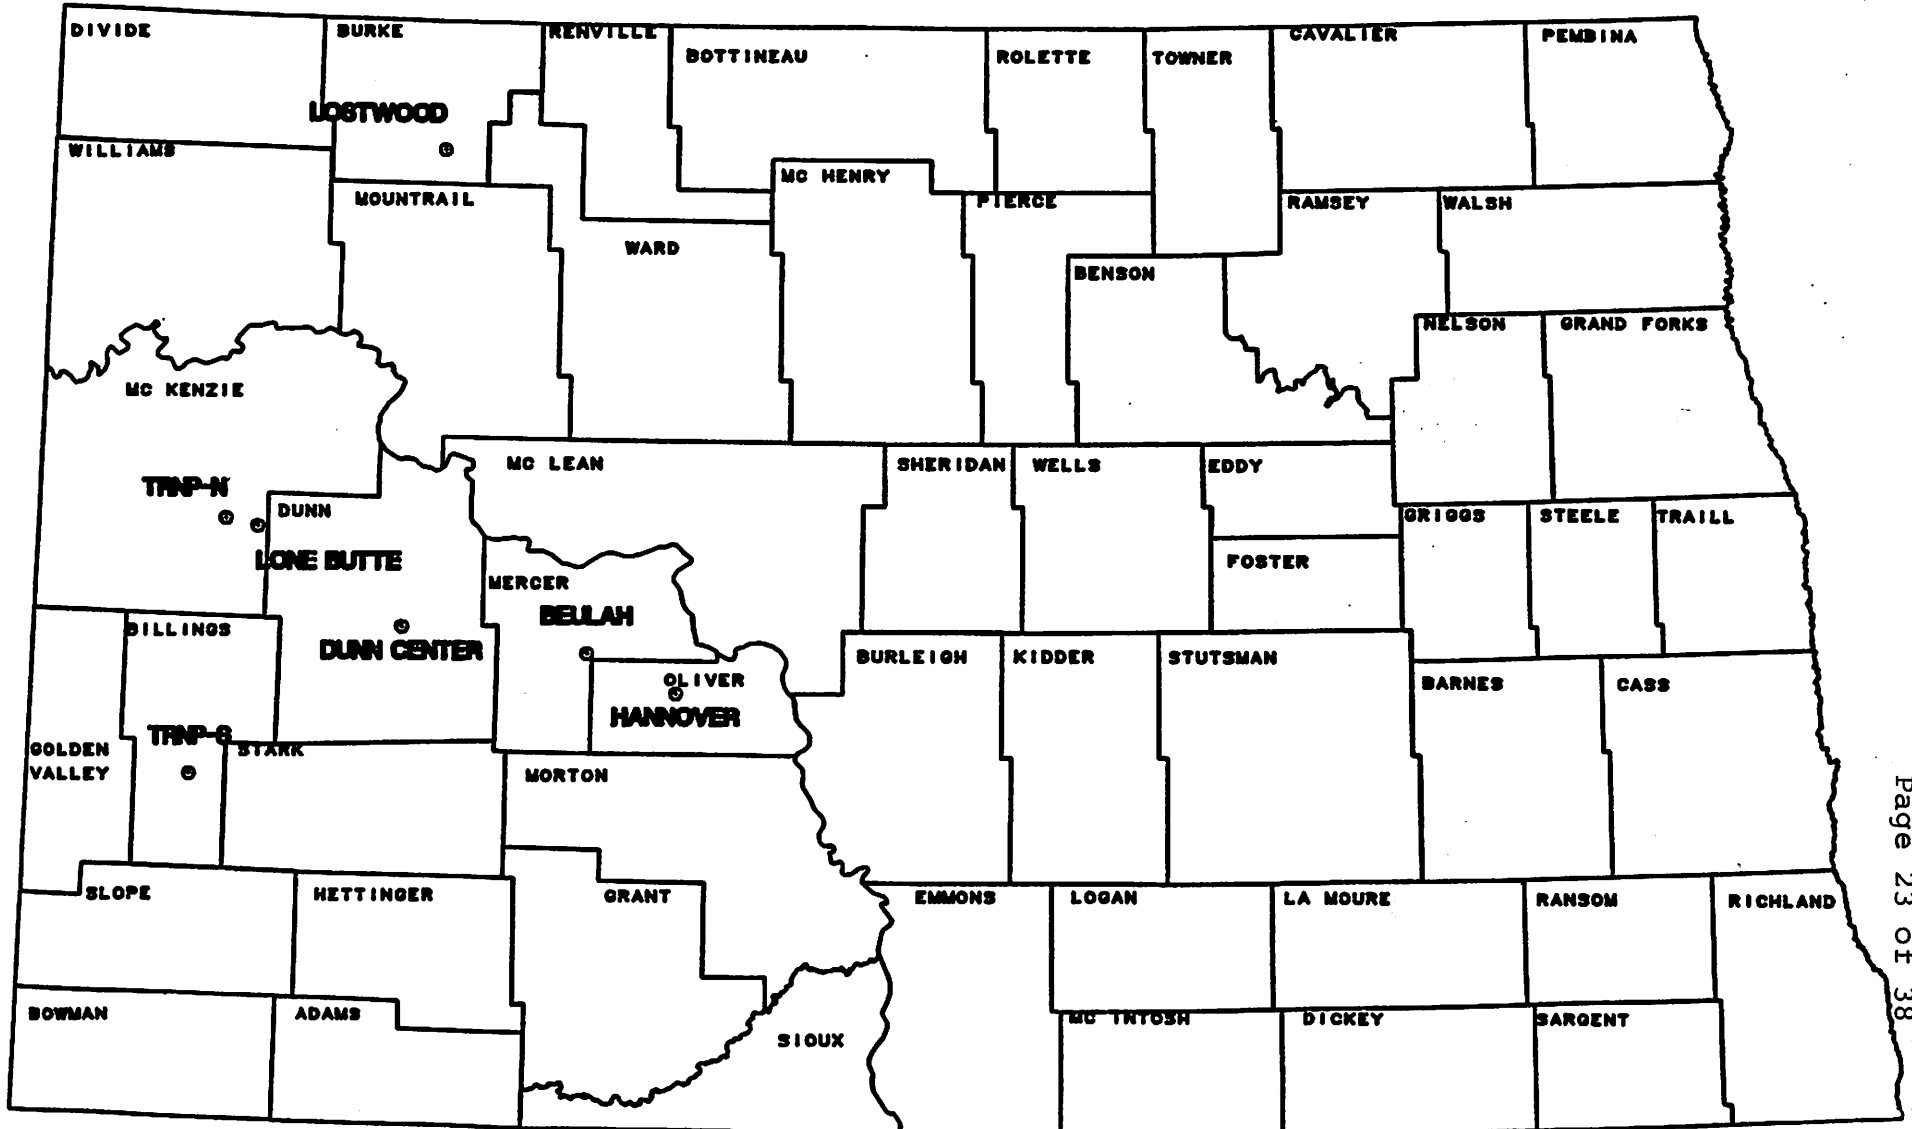 DIVIDE
BURKE
RENVILLE
BOTTINEAU
ROLETTE
TOWNER
CAVALIER
PEMBINA
LOSTWOOD
WILLIAMS
MOUNTRAIL
WARD
MC HENRY
PIERCE
BENSON
RAMSEY
WALSH
NELSON
GRAND FORKS
MC KENZIE
TRNP-N
DUNN
LONE BUTTE
MC LEAN
SHERIDAN
WELLS
EDDY
FOSTER
GRIGGS
STEELE
TRAILL
MERCER
BEULAH
BILLINGS
DUNN CENTER
OLIVER
HANNOVER
BURLEIGH
KIDDER
STUTSMAN
BARNES
CASS
TRNP-S
GOLDEN
VALLEY
STARK
MORTON
SLOPE
HETTINGER
GRANT
EMMONS
LOGAN
LA MOURE
RANSOM
RICHLAND
BOWMAN
ADAMS
SIOUX
MC INTOSH
DICKEY
SARGENT
Page 23 of 38